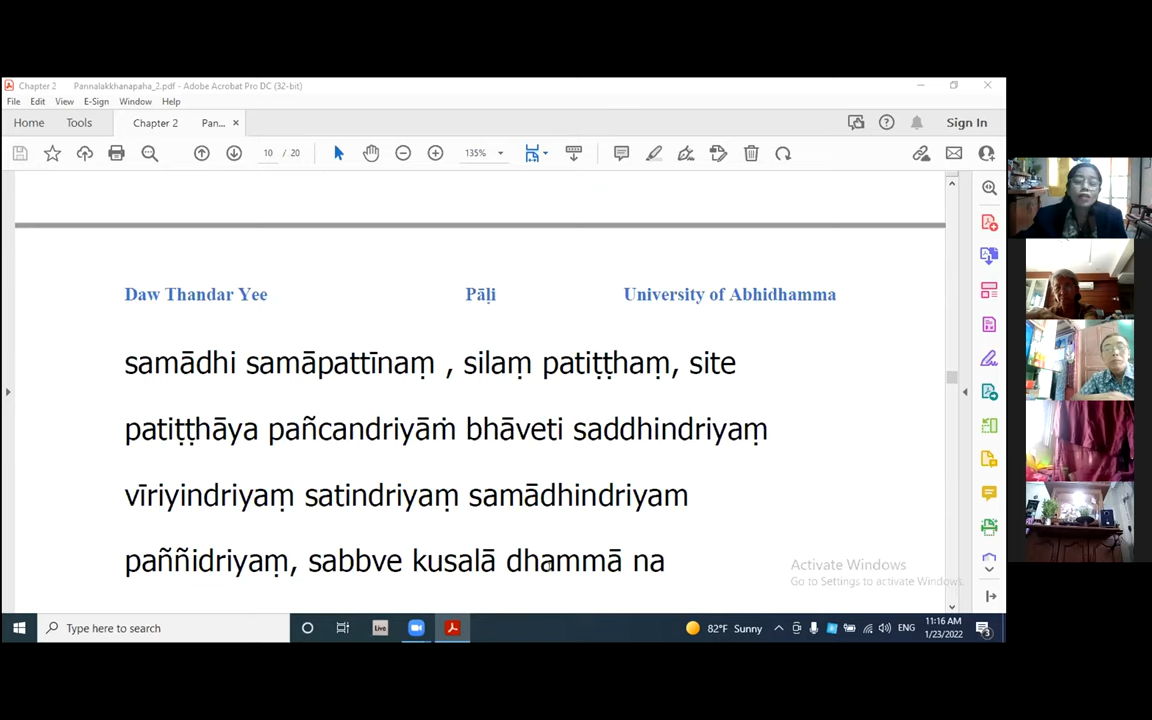 Chapter 2 Pannalakkhanapaha_2.pdf - Adobe Acrobat Pro DC (32-bit)
File Edit View E-Sign Window Help
Home Tools Chapter 2 Pan... × Sign In
10 / 20 135%
Daw Thandar Yee Pāḷi University of Abhidhamma
samādhi samāpattīnaṃ , silaṃ patiṭṭhaṃ, site
patiṭṭhāya pañcandriyāṁ bhāveti saddhindriyaṃ
vīriyindriyaṃ satindriyaṃ samādhindriyam
paññidriyaṃ, sabbve kusalā dhammā na
Activate Windows
Go to Settings to activate Windows.
Type here to search Live 82°F Sunny ENG 11:16 AM
1/23/2022 3